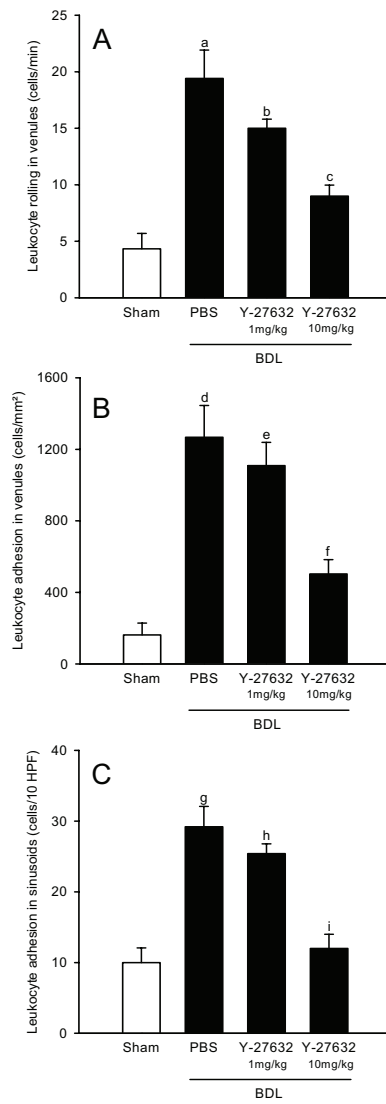 A
Leukocyte rolling in venules (cells/min)
25
20
15
10
5
0
a
b
c
Sham PBS Y-27632 Y-27632
1mg/kg 10mg/kg
BDL
B
Leukocyte adhesion in venules (cells/mm²)
1600
1200
800
400
0
d
e
f
Sham PBS Y-27632 Y-27632
1mg/kg 10mg/kg
BDL
C
Leukocyte adhesion in sinusoids (cells/10 HPF)
40
30
20
10
0
g
h
i
Sham PBS Y-27632 Y-27632
1mg/kg 10mg/kg
BDL